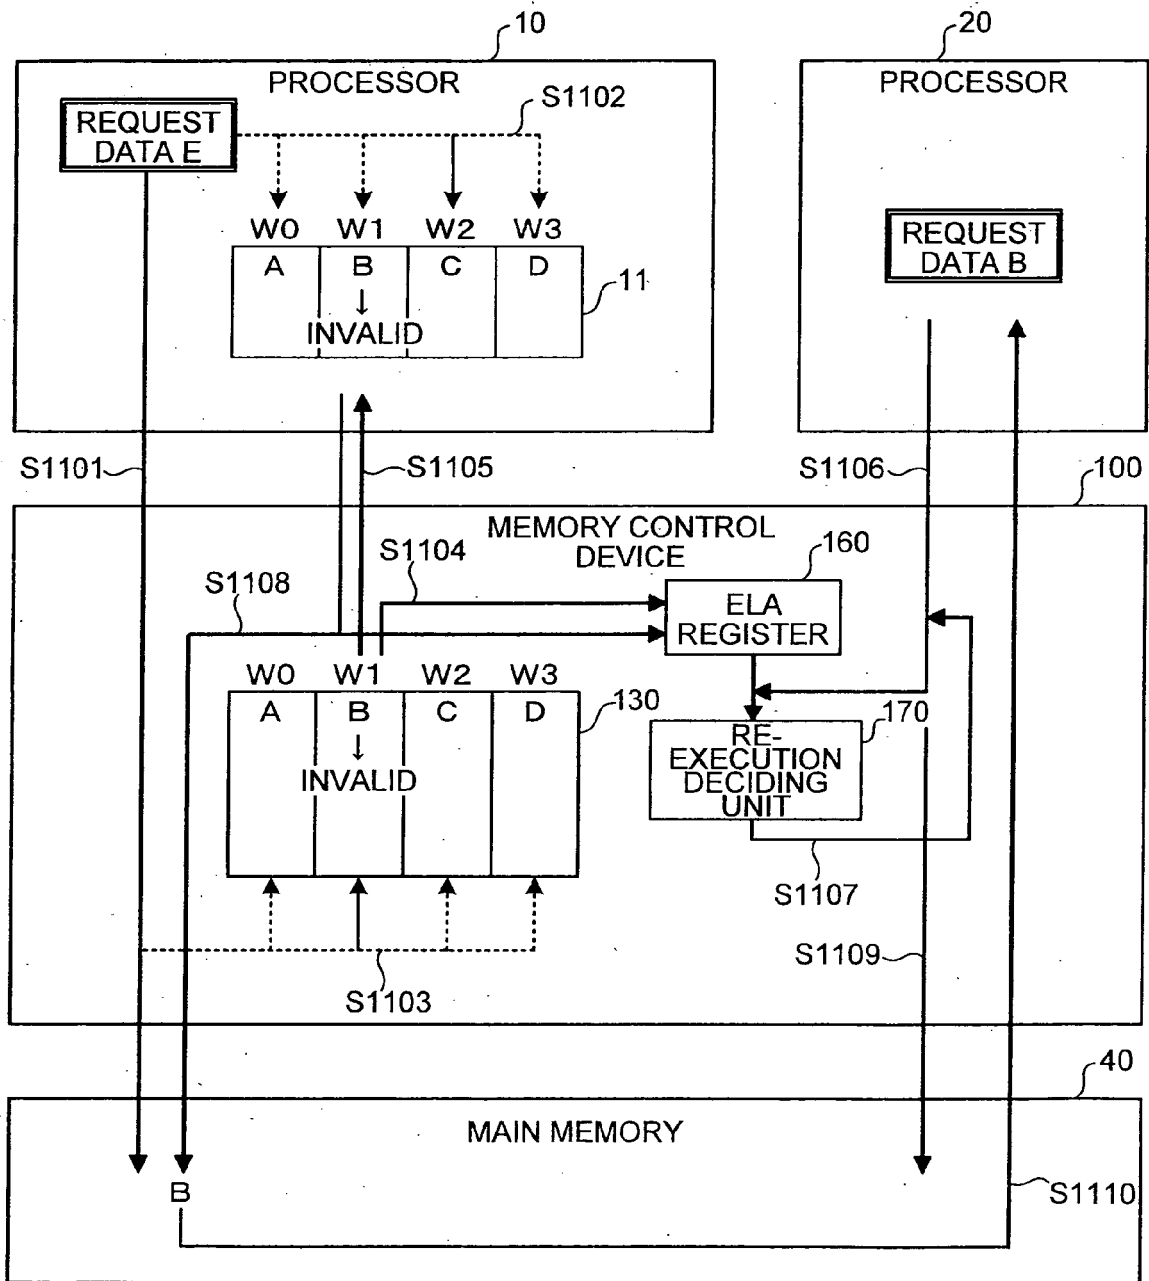 10
20
PROCESSOR
PROCESSOR
REQUEST
DATA E
S1102
W0 W1 W2 W3
A B C D
INVALID
11
REQUEST
DATA B
S1101
S1105
S1106
100
MEMORY CONTROL
DEVICE
S1104
160
S1108
ELA
REGISTER
W0 W1 W2 W3
A B C D
INVALID
130
170
RE-
EXECUTION
DECIDING
UNIT
S1107
S1109
S1103
40
MAIN MEMORY
B
S1110